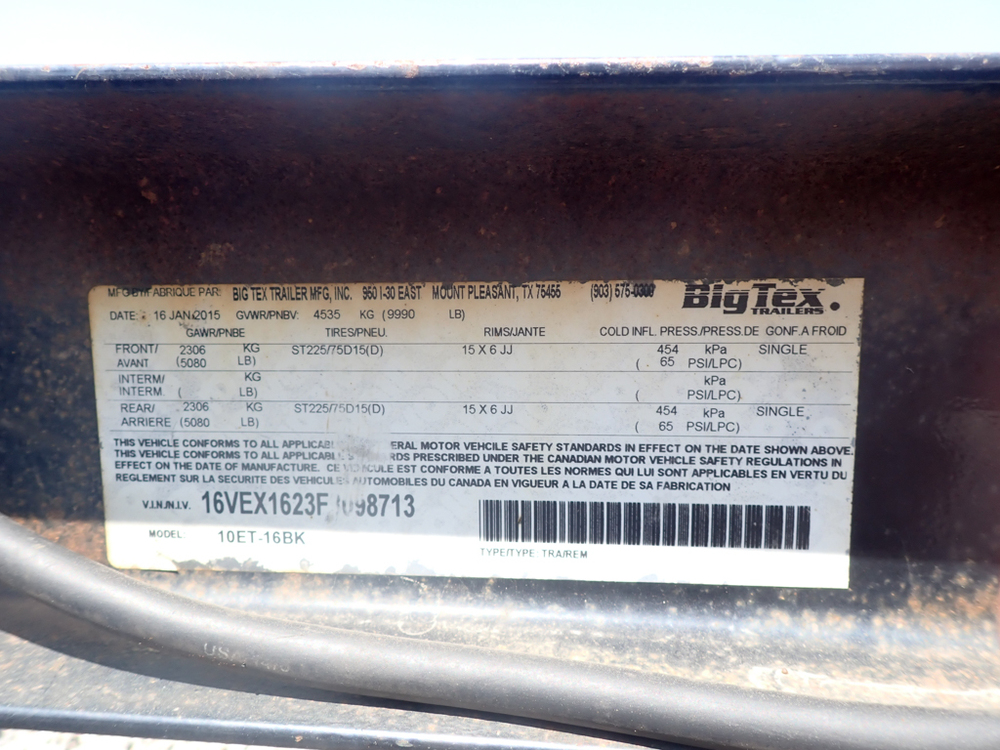 MFG BY/FABRIQUE PAR: BIG TEX TRAILER MFG, INC. 950 I-30 EAST MOUNT PLEASANT, TX 75455 (903) 575-0300 Big Tex TRAILERS
DATE: 16 JAN 2015 GVWR/PNBV: 4535 KG (9990 LB)
GAWR/PNBE TIRES/PNEU. RIMS/JANTE COLD INFL. PRESS/PRESS.DE GONF.A FROID
FRONT/ 2306 KG ST225/75D15(D) 15 X 6 JJ 454 kPa SINGLE
AVANT (5080 LB) ( 65 PSI/LPC)
INTERM/ KG kPa
INTERM. ( LB) ( PSI/LPC)
REAR/ 2306 KG ST225/75D15(D) 15 X 6 JJ 454 kPa SINGLE
ARRIERE (5080 LB) ( 65 PSI/LPC)
THIS VEHICLE CONFORMS TO ALL MOTOR VEHCILE SAFETY STANDARDS IN EFFECT ON THE DATE SHOWN ABOVE.
THIS VEHICLE CONFORMS TO ALL PRESCRIBED UNDER THE CANADIAN MOTOR VEHICLE SAFETY REGULATIONS IN
EFFECT ON THE DATE OF MANUFACTURE. CE EST CONFORME A TOUTES LES NORMES QUI LUI SONT APPLICABLES EN VERTU DU
REGLEMENT SUR LA SECURITE DES AUTOMOBILES DU CANADA EN VIGUEUR A LA DATE DE SA FABRICATION
V.I.N./N.I.V. 16VEX1623F 098713
MODEL: 10ET-16BK
TYPE/TYPE: TRA/REM